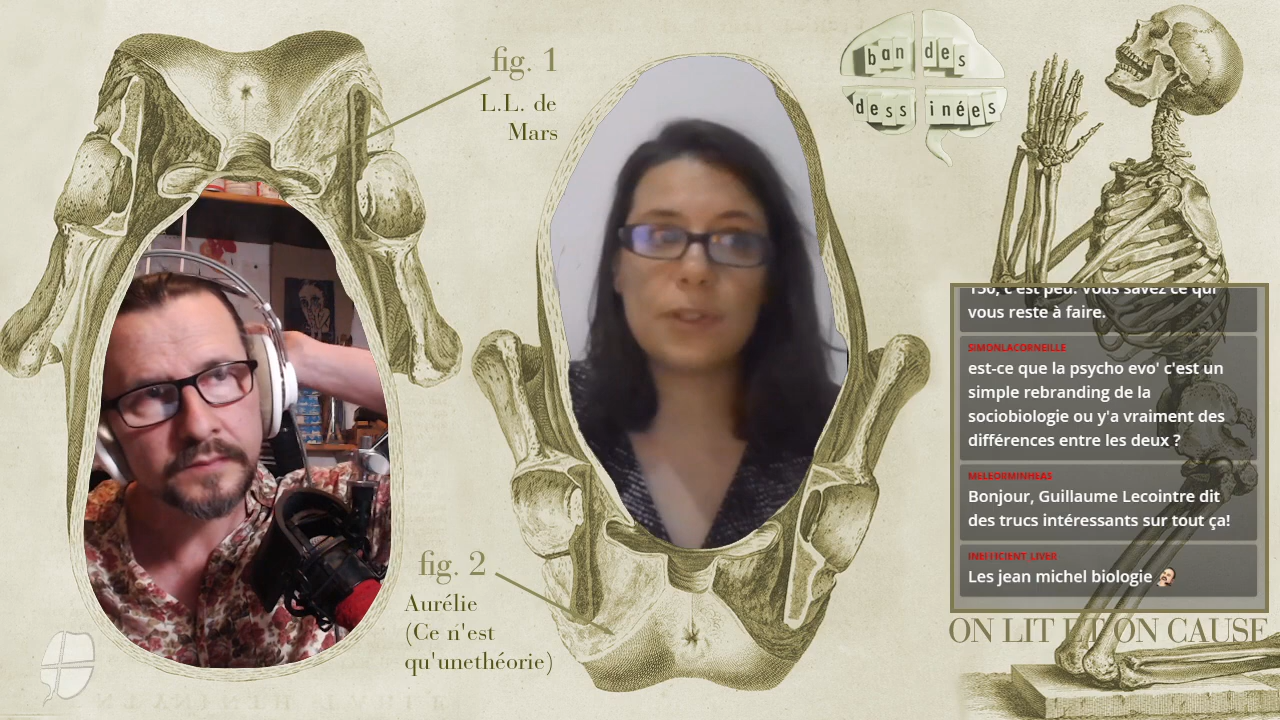 fig. 1
L.L. de
Mars
ban des
dess inées
150, c'est peu. Vous savez ce qui
vous reste à faire.
SIMONLACORNEILLE
est-ce que la psycho evo' c'est un
simple rebranding de la
sociobiologie ou y'a vraiment des
différences entre les deux ?
Bonjour, Guillaume Lecointre dit
des trucs intéressants sur tout ça!
INEFFICIENT_LIVER
Les jean michel biologie
fig. 2
Aurélie
(Ce n'est
qu'unethéorie)
ON LIT ET ON CAUSE